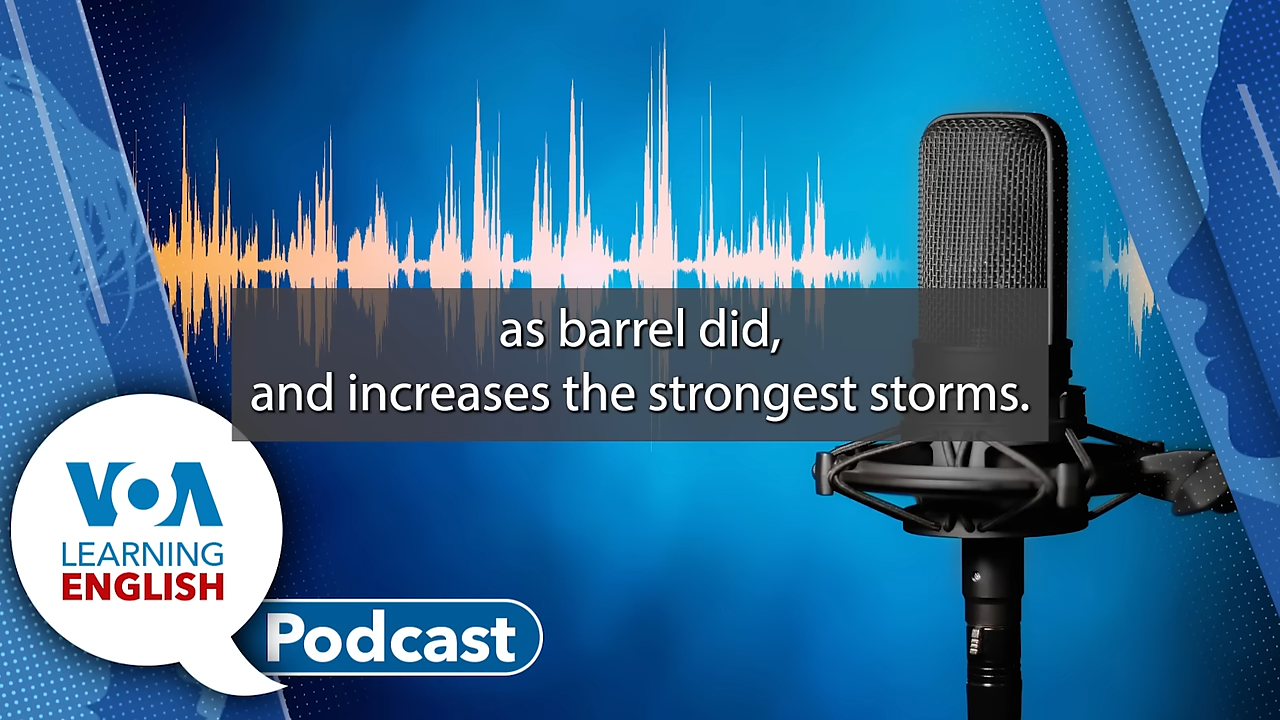 as barrel did,
and increases the strongest storms.
VOA
LEARNING
ENGLISH
Podcast